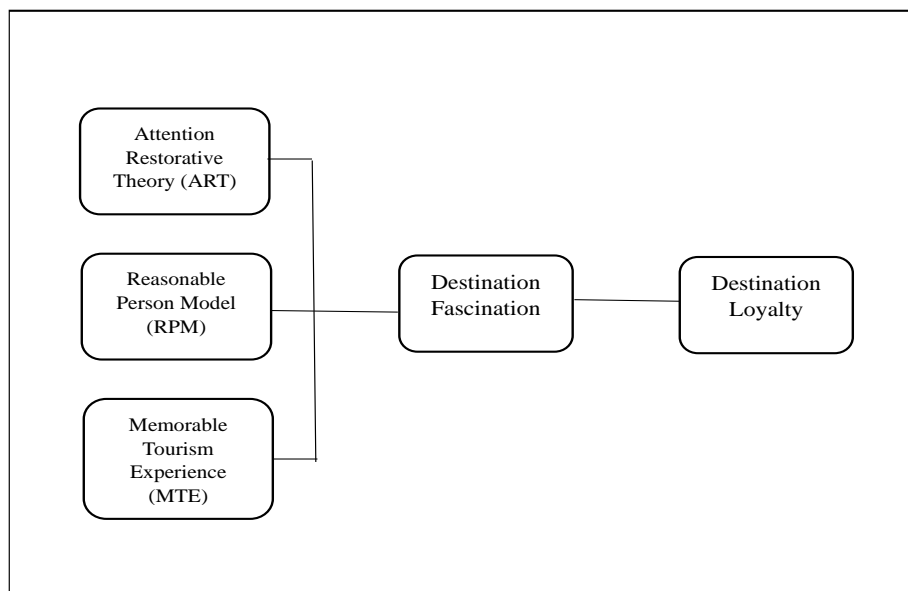 Attention
Restorative
Theory (ART)
Reasonable
Person Model
(RPM)
Memorable
Tourism
Experience
(MTE)
Destination
Fascination
Destination
Loyalty